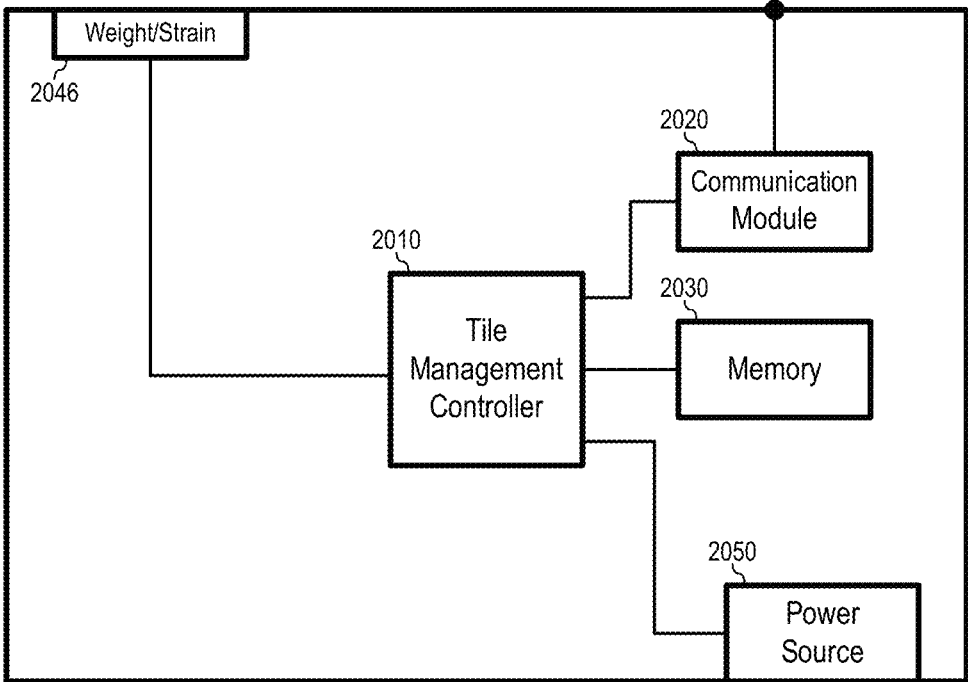 Weight/Strain
2046
2020
Communication
Module
2010
Tile
Management
Controller
2030
Memory
2050
Power
Source